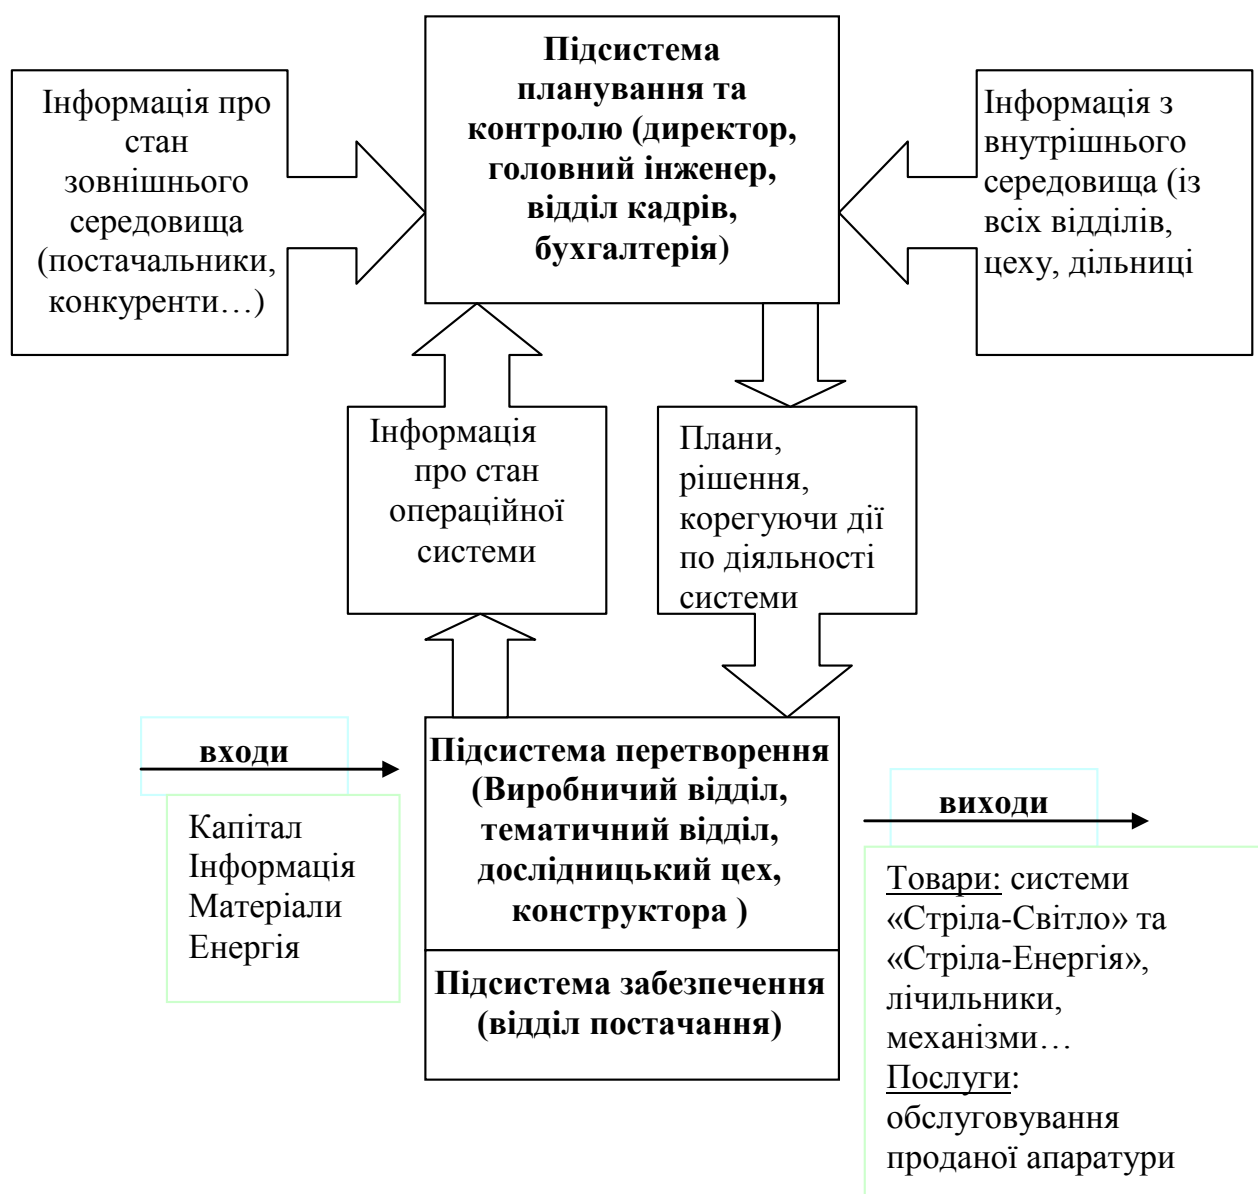 Підсистема
планування та
контролю (директор,
головний інженер,
відділ кадрів,
бухгалтерія)
Інформація про
стан
зовнішнього
середовища
(постачальники,
конкуренти…)
Інформація з
внутрішнього
середовища (із
всіх відділів,
цеху, дільниці
Інформація
про стан
операційної
системи
Плани,
рішення,
корегуючи дії
по діяльності
системи
входи
Капітал
Інформація
Матеріали
Енергія
Підсистема перетворення
(Виробничий відділ,
тематичний відділ,
дослідницький цех,
конструктора )
Підсистема забезпечення
(відділ постачання)
виходи
Товари: системи
«Стріла-Світло» та
«Стріла-Енергія»,
лічильники,
механізми…
Послуги:
обслуговування
проданої апаратури